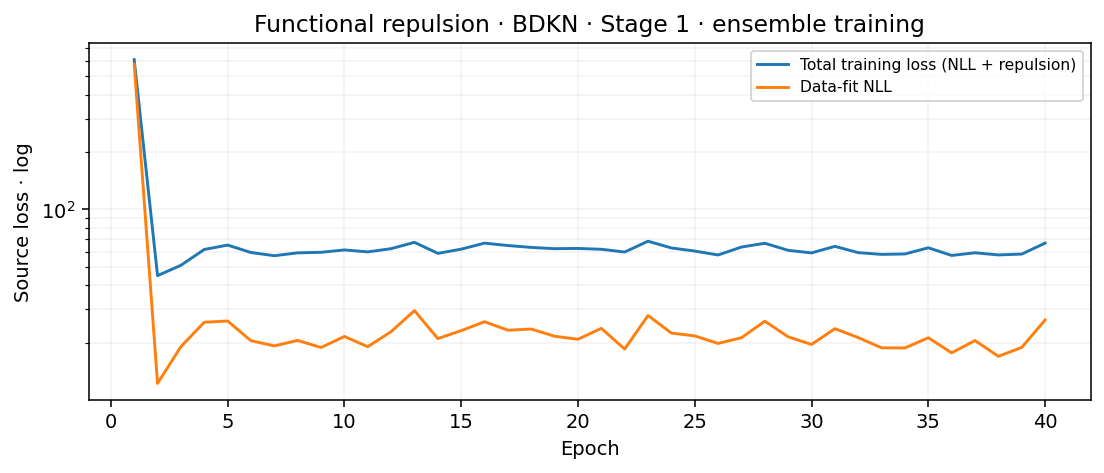 Functional repulsion · BDKN · Stage 1 · ensemble training
Total training loss (NLL + repulsion)
Data-fit NLL
Source loss · log
10²
0 5 10 15 20 25 30 35 40
Epoch